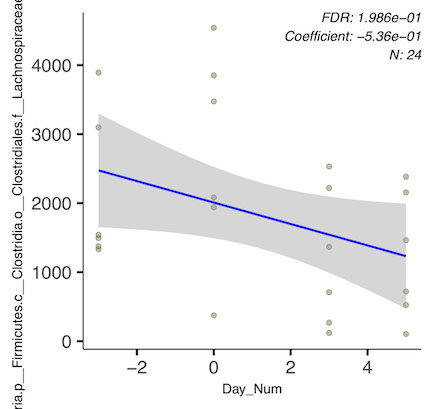 FDR: 1.986e−01
Coefficient: −5.36e−01
N: 24
ria.p__Firmicutes.c__Clostridia.o__Clostridiales.f__Lachnospiraceae
4000
3000
2000
1000
0
−2 0 2 4
Day_Num